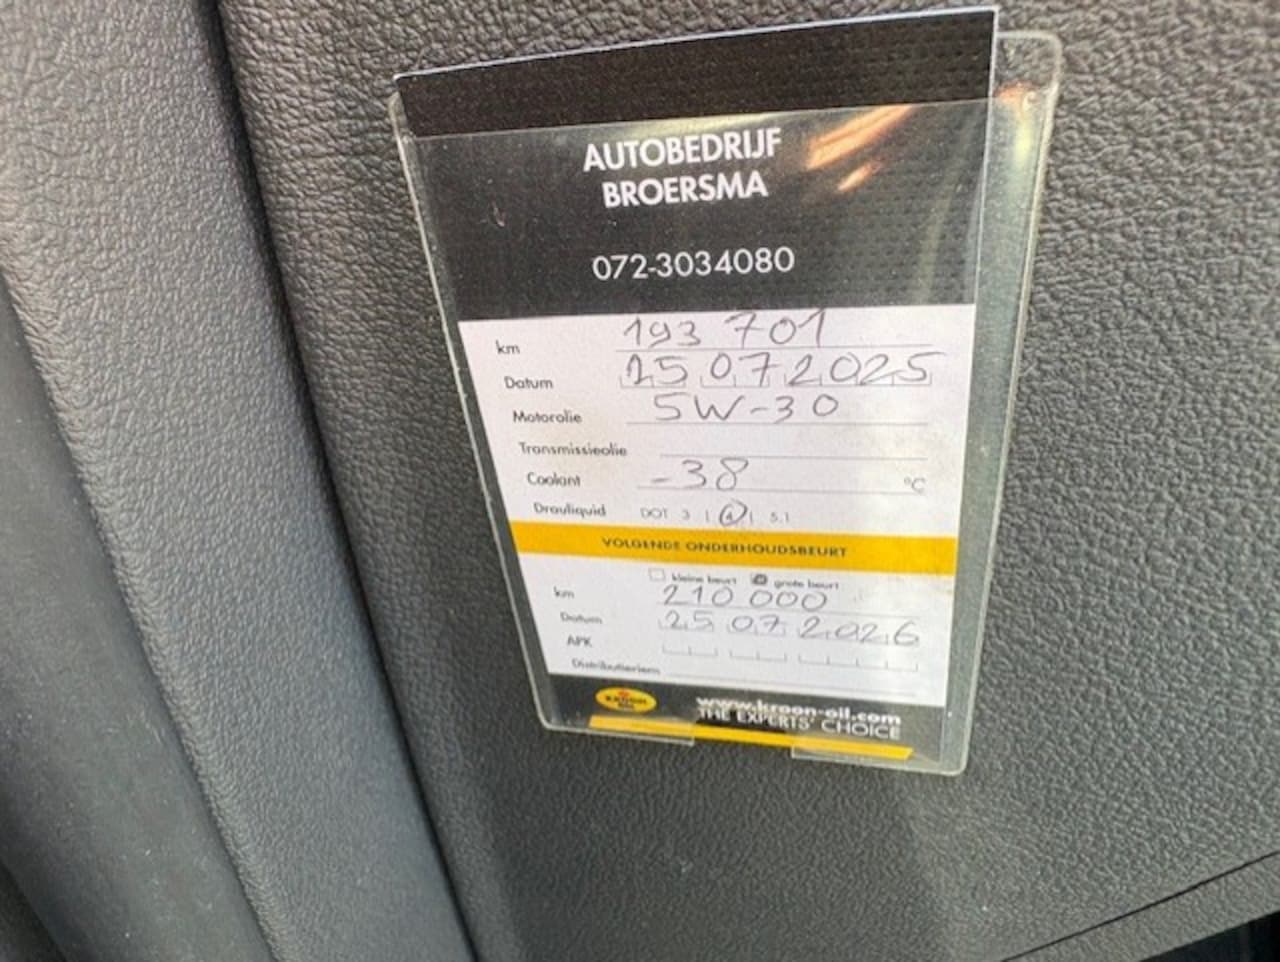 AUTOBEDRIJF
BROERSMA
072-3034080
km 193 701
Datum 25 07 2025
Motorolie 5W-30
Transmissieolie
Coolant -38 °C
DOT 3 | 4 | 5.1
VOLGENDE ONDERHOUDSBEURT
kleine beurt grote beurt
km 210 000
Datum 25 07 2026
APK
Distributieriem
KROON OIL
www.kroon-oil.com
THE EXPERTS' CHOICE